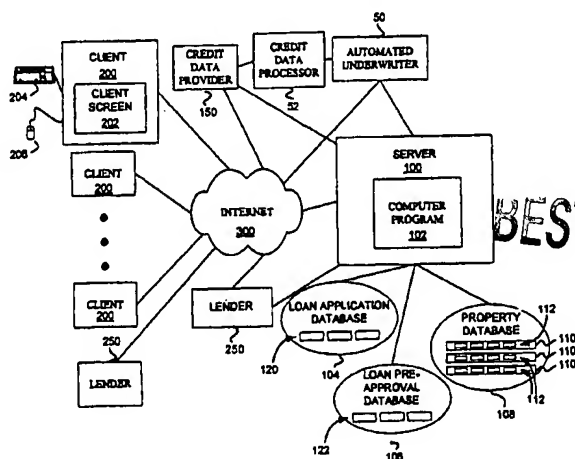 CLIENT
200
CLIENT
SCREEN
202
204
206
CREDIT
DATA
PROVIDER
150
CREDIT
DATA
PROCESSOR
52
50
AUTOMATED
UNDERWRITER
SERVER
100
COMPUTER
PROGRAM
102
BES
CLIENT
200
INTERNET
300
CLIENT
200
250
LENDER
LENDER
250
LOAN APPLICATION
DATABASE
120
104
LOAN PRE-
APPROVAL
DATABASE
122
106
PROPERTY
DATABASE
112
110
110
110
112
108